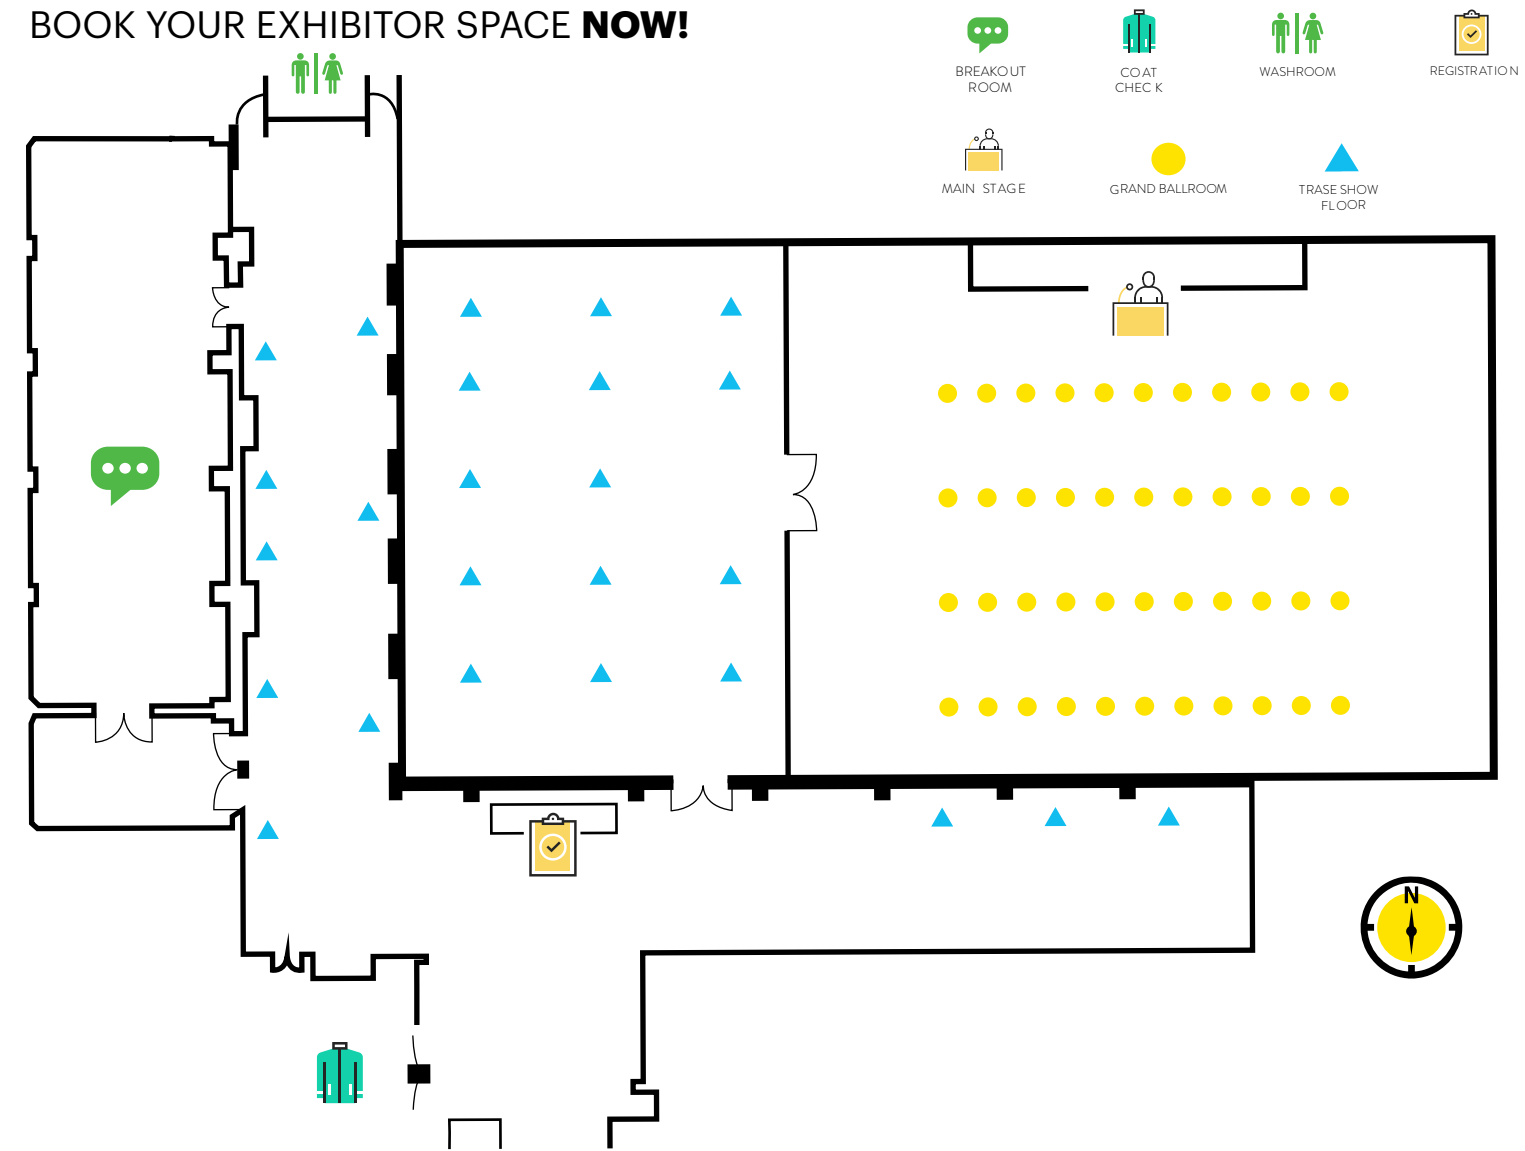 BOOK YOUR EXHIBITOR SPACE NOW!
BREAKOUT
ROOM
COAT
CHECK
WASHROOM
REGISTRATION
MAIN STAGE
GRAND BALLROOM
TRASE SHOW
FLOOR
N